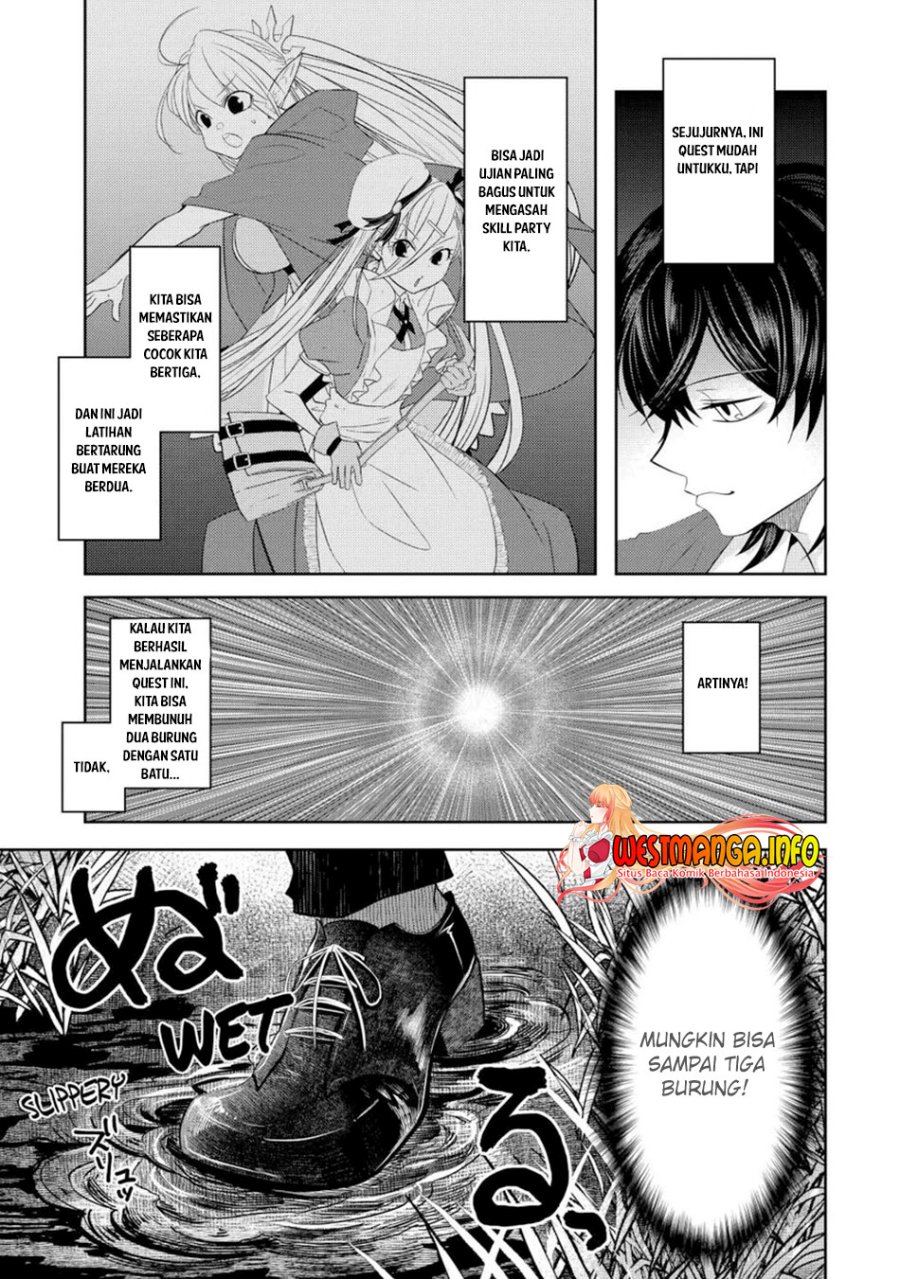 SEJUJURNYA, INI
QUEST MUDAH
UNTUKKU, TAPI
BISA JADI
UJIAN PALING
BAGUS UNTUK
MENGASAH
SKILL PARTY
KITA.
KITA BISA
MEMASTIKAN
SEBERAPA
COCOK KITA
BERTIGA,
DAN INI JADI
LATIHAN
BERTARUNG
BUAT MEREKA
BERDUA.
ARTINYA!
KALAU KITA
BERHASIL
MENJALANKAN
QUEST INI,
KITA BISA
MEMBUNUH
DUA BURUNG
DENGAN SATU
BATU...
TIDAK,
WESTMANGA.INFO
Situs Baca Komik Berbahasa Indonesia
MUNGKIN BISA
SAMPAI TIGA
BURUNG!
ぬ
る、
WET
SLIPPERY
ズリュッ